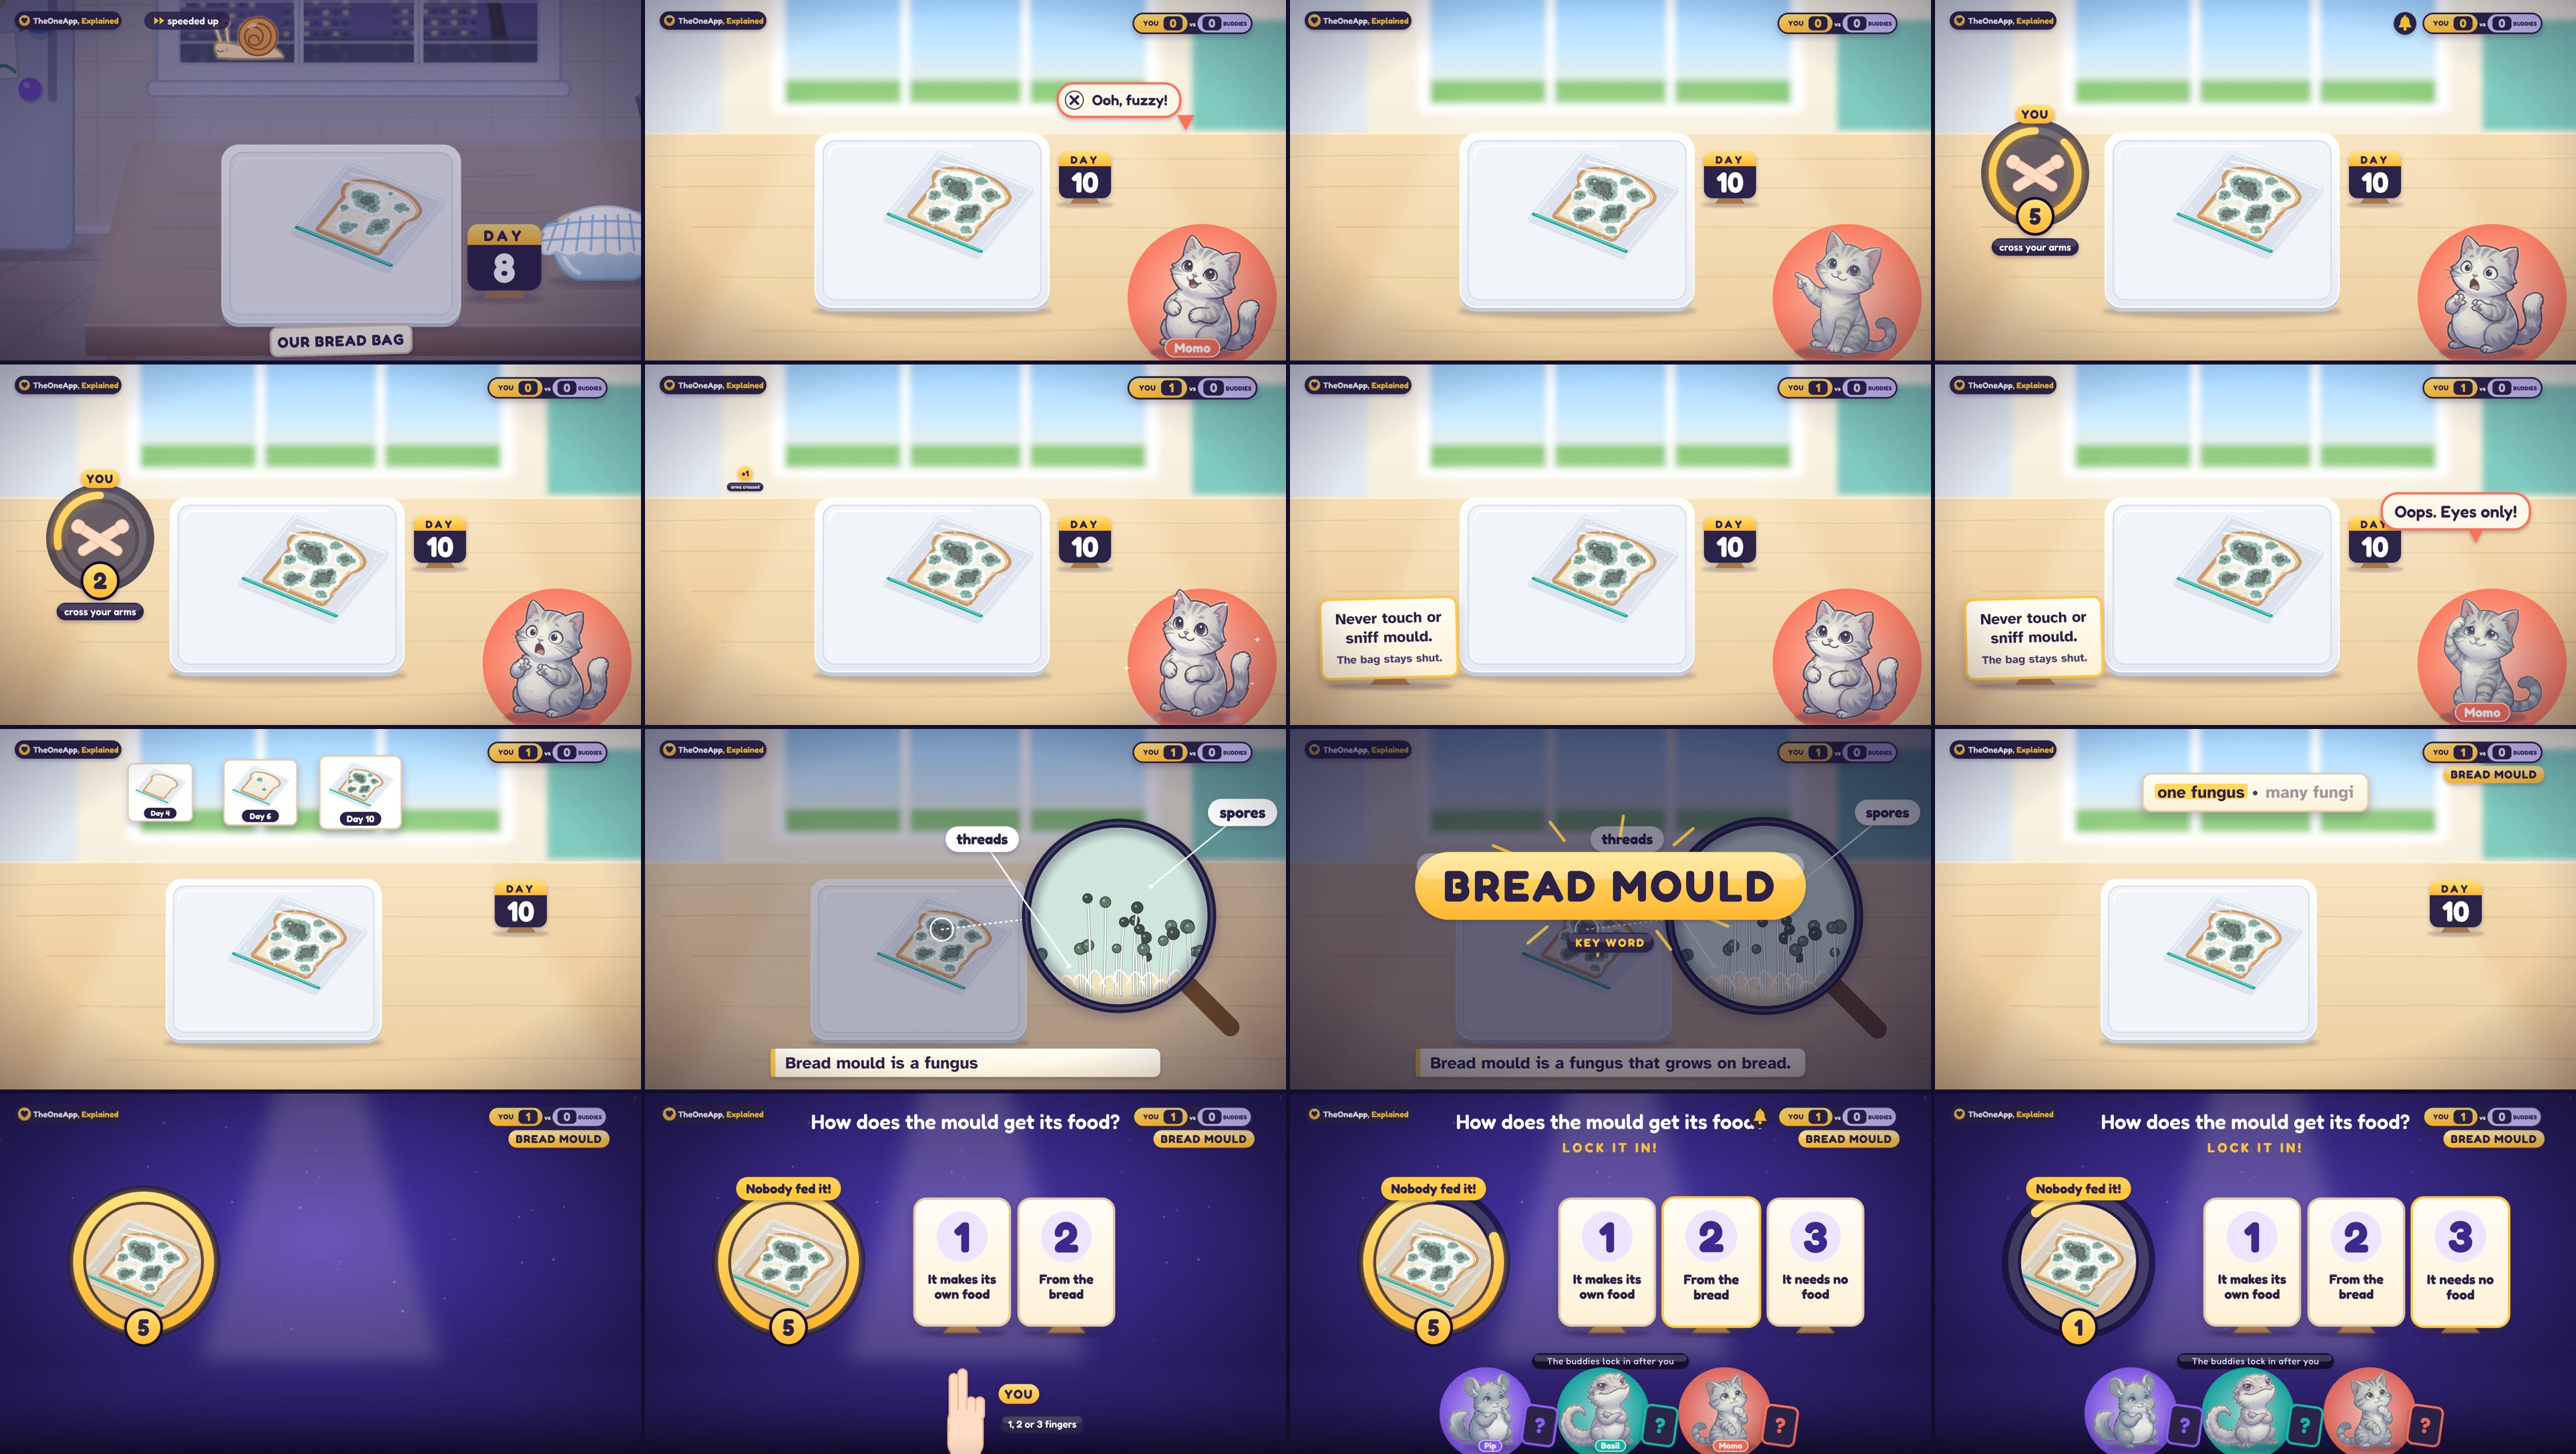 TheOneApp, Explained
speeded up
DAY
8
OUR BREAD BAG
TheOneApp, Explained
YOU 0 vs 0 BUDDIES
Ooh, fuzzy!
DAY
10
Momo
TheOneApp, Explained
YOU 0 vs 0 BUDDIES
DAY
10
TheOneApp, Explained
YOU 0 vs 0 BUDDIES
YOU
5
cross your arms
DAY
10
TheOneApp, Explained
YOU 0 vs 0 BUDDIES
YOU
2
cross your arms
DAY
10
TheOneApp, Explained
YOU 1 vs 0 BUDDIES
+1
arms crossed
DAY
10
TheOneApp, Explained
YOU 1 vs 0 BUDDIES
DAY
10
Never touch or
sniff mould.
The bag stays shut.
TheOneApp, Explained
YOU 1 vs 0 BUDDIES
Oops. Eyes only!
DAY
10
Never touch or
sniff mould.
The bag stays shut.
Momo
TheOneApp, Explained
YOU 1 vs 0 BUDDIES
Day 4
Day 6
Day 10
DAY
10
TheOneApp, Explained
YOU 1 vs 0 BUDDIES
spores
threads
Bread mould is a fungus
TheOneApp, Explained
YOU 1 vs 0 BUDDIES
spores
threads
BREAD MOULD
KEY WORD
Bread mould is a fungus that grows on bread.
TheOneApp, Explained
YOU 1 vs 0 BUDDIES
BREAD MOULD
one fungus • many fungi
DAY
10
TheOneApp, Explained
YOU 1 vs 0 BUDDIES
BREAD MOULD
5
TheOneApp, Explained
How does the mould get its food?
YOU 1 vs 0 BUDDIES
BREAD MOULD
Nobody fed it!
5
1
It makes its
own food
2
From the
bread
YOU
1, 2 or 3 fingers
TheOneApp, Explained
How does the mould get its food
YOU 1 vs 0 BUDDIES
BREAD MOULD
LOCK IT IN!
Nobody fed it!
5
1
It makes its
own food
2
From the
bread
3
It needs no
food
The buddies lock in after you
Pip
?
Basil
?
Momo
?
TheOneApp, Explained
How does the mould get its food?
YOU 1 vs 0 BUDDIES
BREAD MOULD
LOCK IT IN!
Nobody fed it!
1
1
It makes its
own food
2
From the
bread
3
It needs no
food
The buddies lock in after you
?
?
?